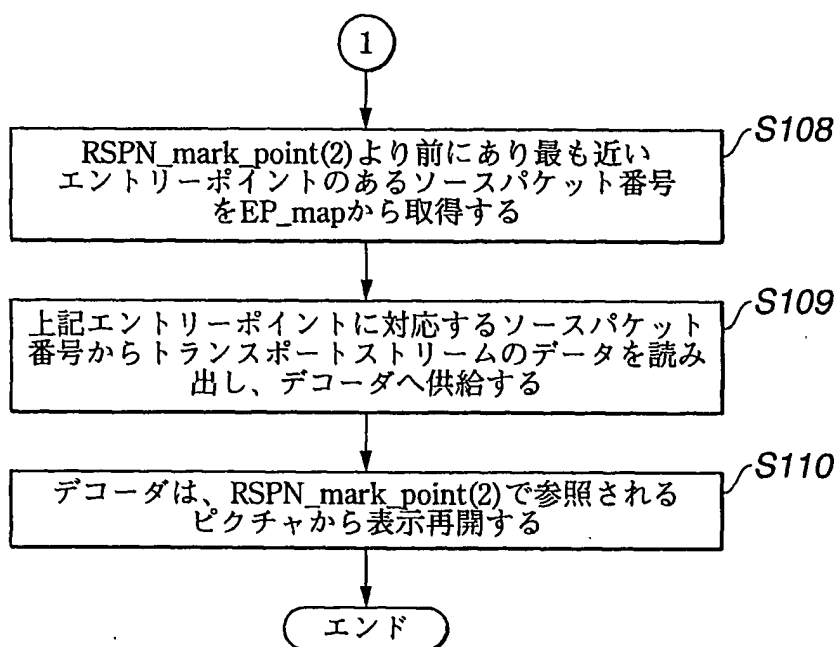 1
S108
RSPN_mark_point(2)より前にあり最も近い
エントリーポイントのあるソースパケット番号
をEP_mapから取得する
S109
上記エントリーポイントに対応するソースパケット
番号からトランスポートストリームのデータを読み
出し、デコーダへ供給する
S110
デコーダは、RSPN_mark_point(2)で参照される
ピクチャから表示再開する
エンド